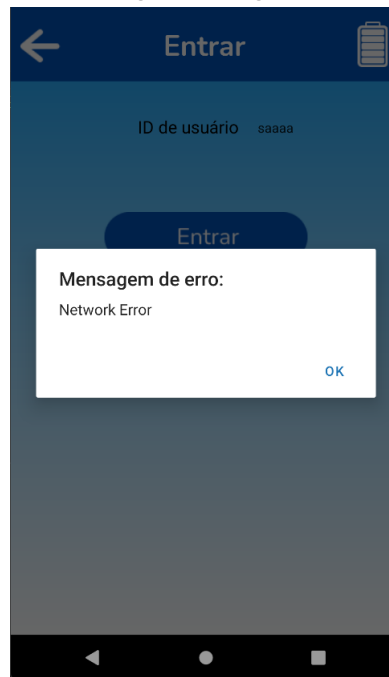 Entrar
ID de usuário saaaa
Entrar
Mensagem de erro:
Network Error
OK